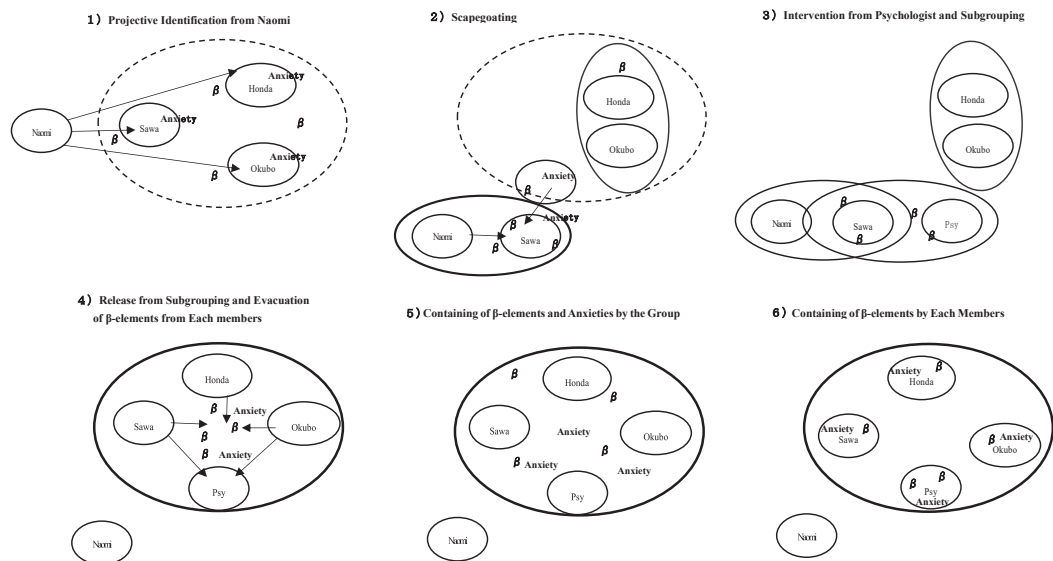 1) Projective Identification from Naomi
Anxiety
β
Honda
Anxiety
Naomi
Sawa
β
β
Anxiety
Okubo
β
2) Scapegoating
β
Honda
Okubo
Anxiety
β
Anxiety
Naomi
β
Sawa
β
β
3) Intervention from Psychologist and Subgrouping
Honda
Okubo
β
β
Naomi
Sawa
Psy
β
β
4) Release from Subgrouping and Evacuation
of β-elements from Each members
Honda
β
Anxiety
Sawa
β
β
Okubo
β
Anxiety
Psy
Naomi
5) Containing of β-elements and Anxieties by the Group
β
Honda
β
Sawa
Anxiety
Okubo
β
β
Anxiety
Anxiety
Psy
Naomi
6) Containing of β-elements by Each Members
β
Anxiety
Honda
Anxiety
β
Sawa
β
Anxiety
Okubo
β
β
Psy
Anxiety
Naomi